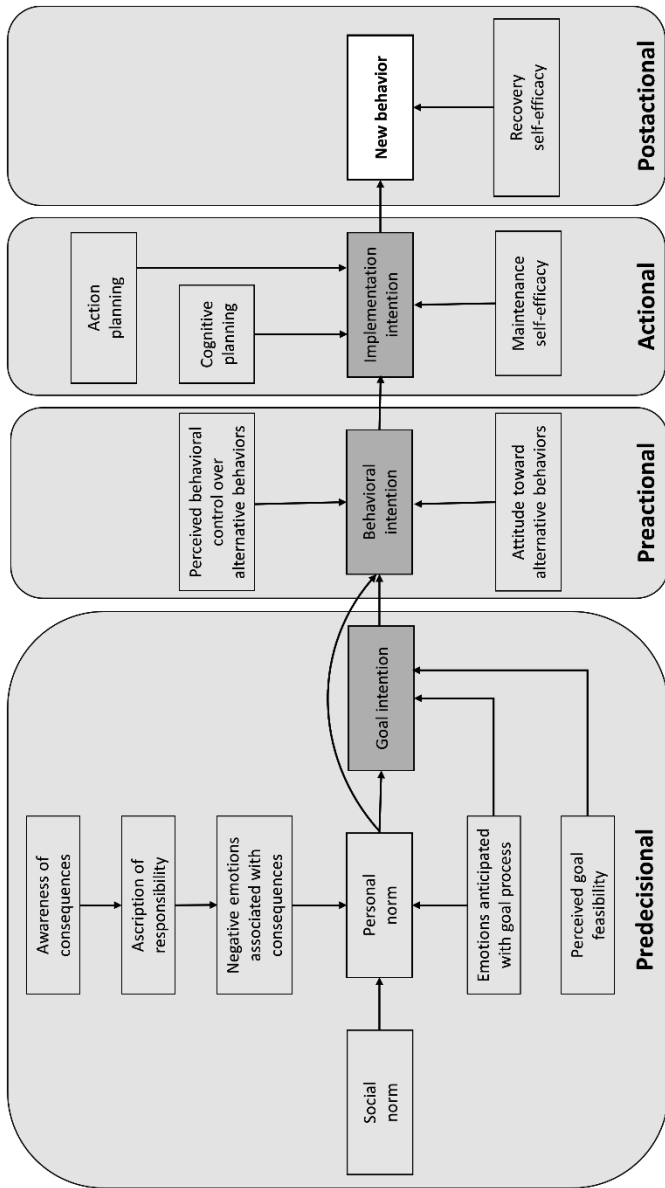 Awareness of
consequences
Ascription of
responsibility
Negative emotions
associated with
consequences
Social
norm
Personal
norm
Goal intention
Emotions anticipated
with goal process
Perceived goal
feasibility
Predecisional
Perceived behavioral
control over
alternative behaviors
Behavioral
intention
Attitude toward
alternative behaviors
Preactional
Action
planning
Cognitive
planning
Implementation
intention
Maintenance
self-efficacy
Actional
New behavior
Recovery
self-efficacy
Postactional